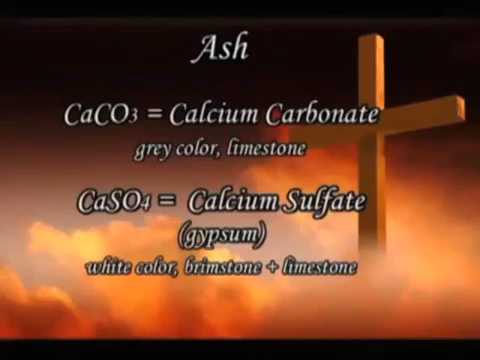 Ash
CaCO3 = Calcium Carbonate
grey color, limestone
CaSO4 = Calcium Sulfate
(gypsum)
white color, brimstone + limestone